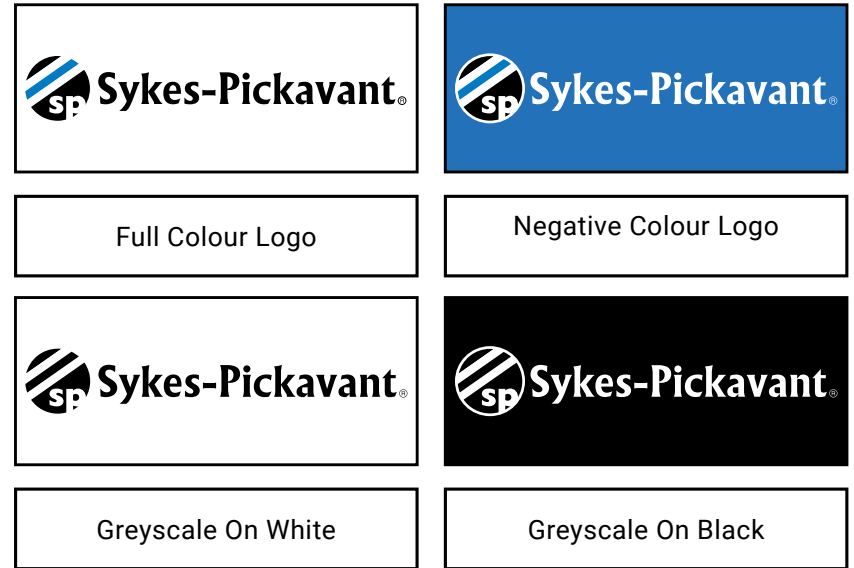 sp Sykes-Pickavant®
sp Sykes-Pickavant®
Full Colour Logo
Negative Colour Logo
sp Sykes-Pickavant®
sp Sykes-Pickavant®
Greyscale On White
Greyscale On Black